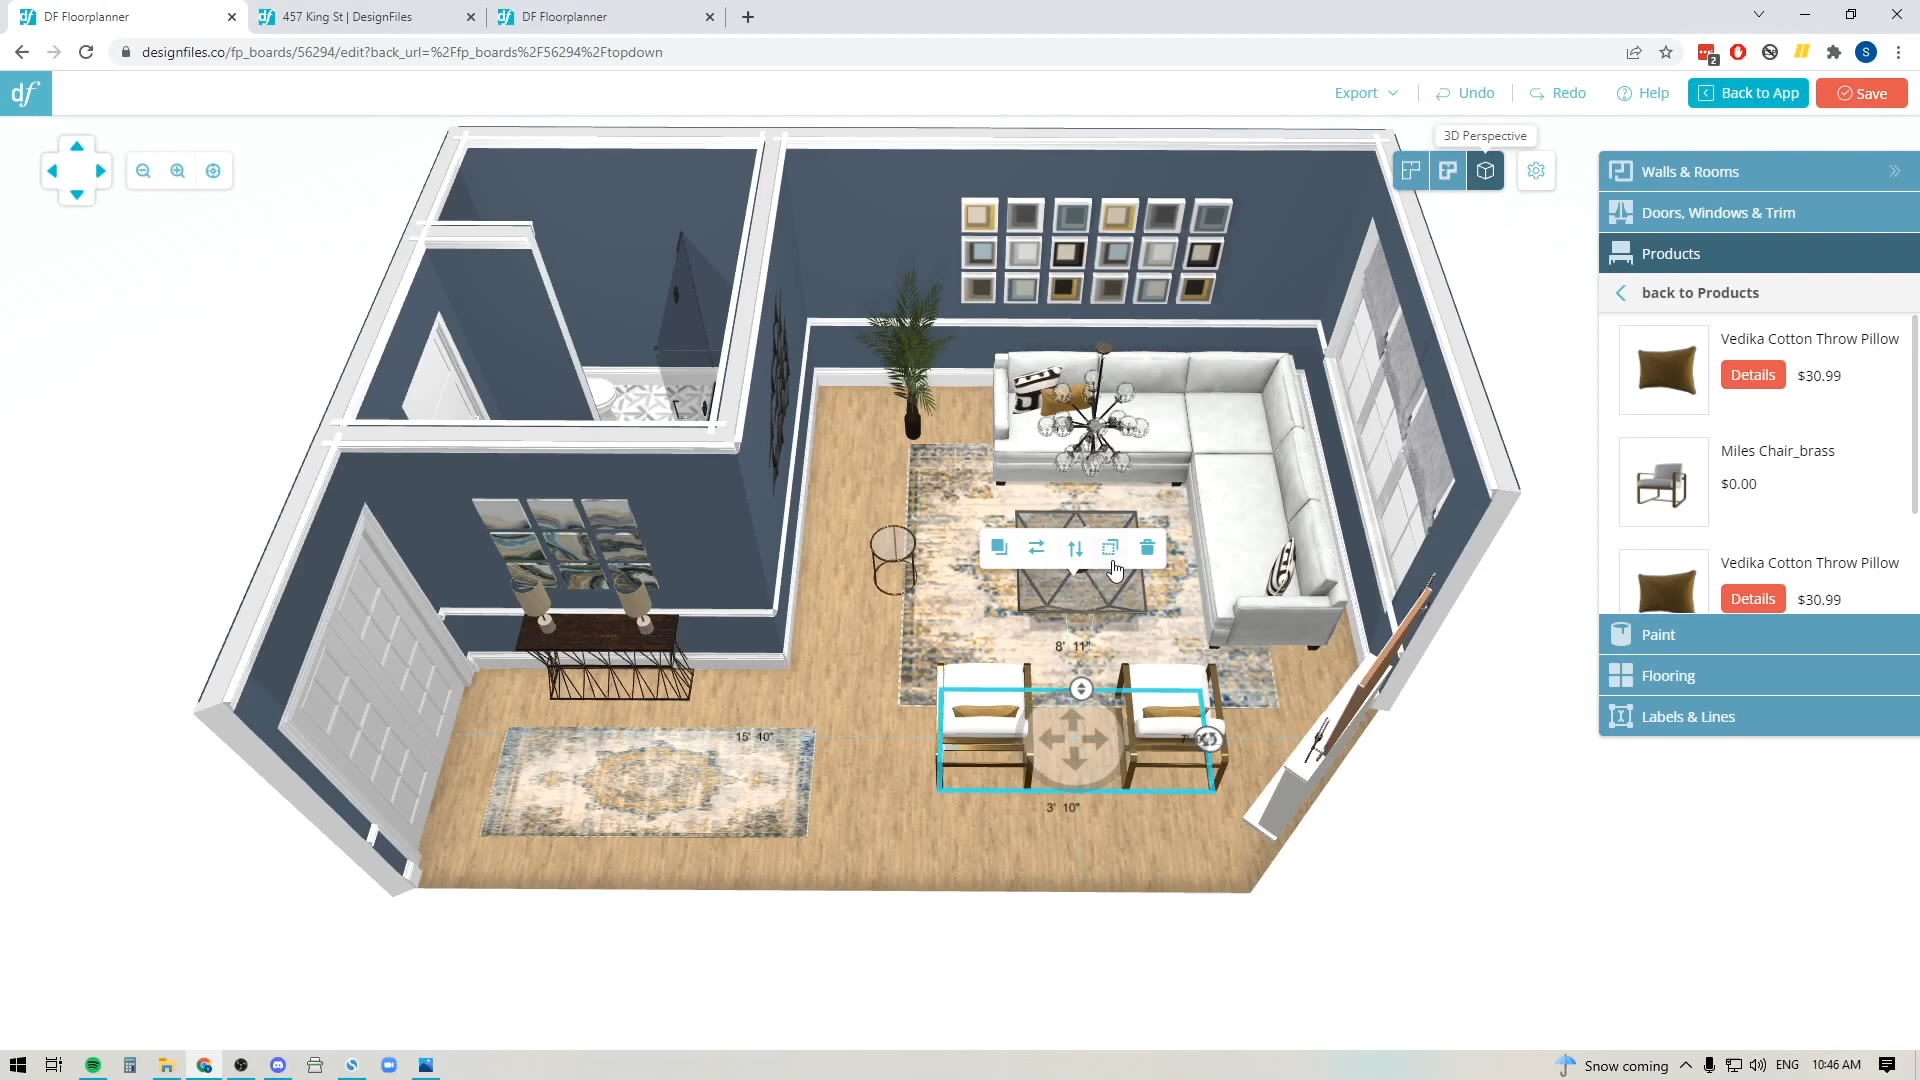 DF Floorplanner
457 King St | DesignFiles
DF Floorplanner
designfiles.co/fp_boards/56294/edit?back_url=%2Ffp_boards%2F56294%2Ftopdown
2
S
df
Export
Undo
Redo
Help
Back to App
Save
3D Perspective
Walls & Rooms
Doors, Windows & Trim
Products
back to Products
Vedika Cotton Throw Pillow
Details $30.99
Miles Chair_brass
$0.00
Vedika Cotton Throw Pillow
Details $30.99
Paint
Flooring
Labels & Lines
8' 11"
15' 10"
3' 10"
Snow coming
ENG
10:46 AM